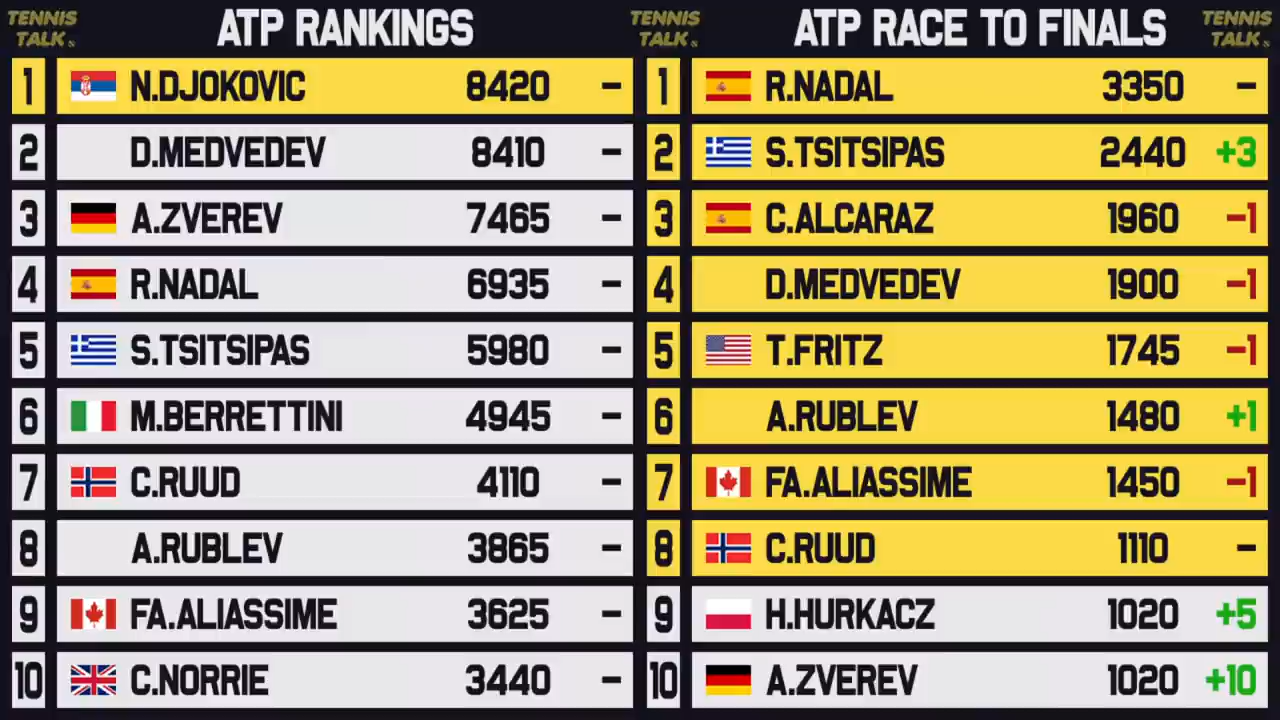 TENNIS TALK. ATP RANKINGS
1 N.DJOKOVIC 8420 –
2 D.MEDVEDEV 8410 –
3 A.ZVEREV 7465 –
4 R.NADAL 6935 –
5 S.TSITSIPAS 5980 –
6 M.BERRETTINI 4945 –
7 C.RUUD 4110 –
8 A.RUBLEV 3865 –
9 FA.ALIASSIME 3625 –
10 C.NORRIE 3440 –
TENNIS TALK. ATP RACE TO FINALS TENNIS TALK.
1 R.NADAL 3350 –
2 S.TSITSIPAS 2440 +3
3 C.ALCARAZ 1960 –1
4 D.MEDVEDEV 1900 –1
5 T.FRITZ 1745 –1
6 A.RUBLEV 1480 +1
7 FA.ALIASSIME 1450 –1
8 C.RUUD 1110 –
9 H.HURKACZ 1020 +5
10 A.ZVEREV 1020 +10